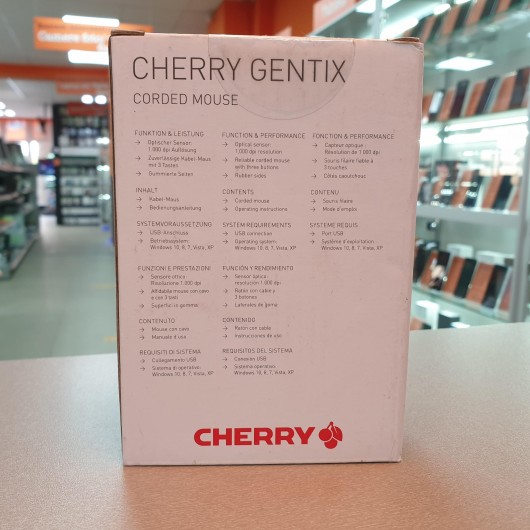 CHERRY GENTIX
CORDED MOUSE
FUNKTION & LEISTUNG
→ Optischer Sensor:
1.000 dpi Auflösung
→ Zuverlässige Kabel-Maus
mit 3 Tasten
→ Gummierte Seiten
INHALT
→ Kabel-Maus
→ Bedienungsanleitung
SYSTEMVORAUSSETZUNG
→ USB-Anschluss
→ Betriebssystem:
Windows 10, 8, 7, Vista, XP
FUNCTION & PERFORMANCE
→ Optical sensor
1.000 dpi resolution
→ Reliable corded mouse
with three buttons
→ Rubber sides
CONTENTS
→ Corded mouse
→ Operating instructions
SYSTEM REQUIREMENTS
→ USB connection
→ Operating system:
Windows 10, 8, 7, Vista, XP
FONCTION & PERFORMANCE
→ Capteur optique
Résolution de 1 000 dpi
→ Souris filaire fiable à
3 touches
→ Côtés caoutchouc
CONTENU
→ Souris filaire
→ Mode d'emploi
SYSTÈME REQUIS
→ Port USB
→ Système d'exploitation:
Windows 10, 8, 7, Vista, XP
FUNZIONI E PRESTAZIONI
→ Sensore ottico
Risoluzione 1.000 dpi
→ Affidabile mouse con cavo
e con 3 tasti
→ Superfici in gomma
CONTENUTO
→ Mouse con cavo
→ Manuale d'uso
REQUISITI DI SISTEMA
→ Collegamento USB
→ Sistema di operativo:
Windows 10, 8, 7, Vista, XP
FUNCIÓN Y RENDIMIENTO
→ Sensor óptico
resolution 1.000 dpi
→ Ratón con cable y
3 botones
→ Laterales de goma
CONTENIDO
→ Ratón con cable
→ Instrucciones de uso
REQUISITOS DEL SISTEMA
→ Conexión USB
→ Sistema operativo:
Windows 10, 8, 7, Vista, XP
CHERRY